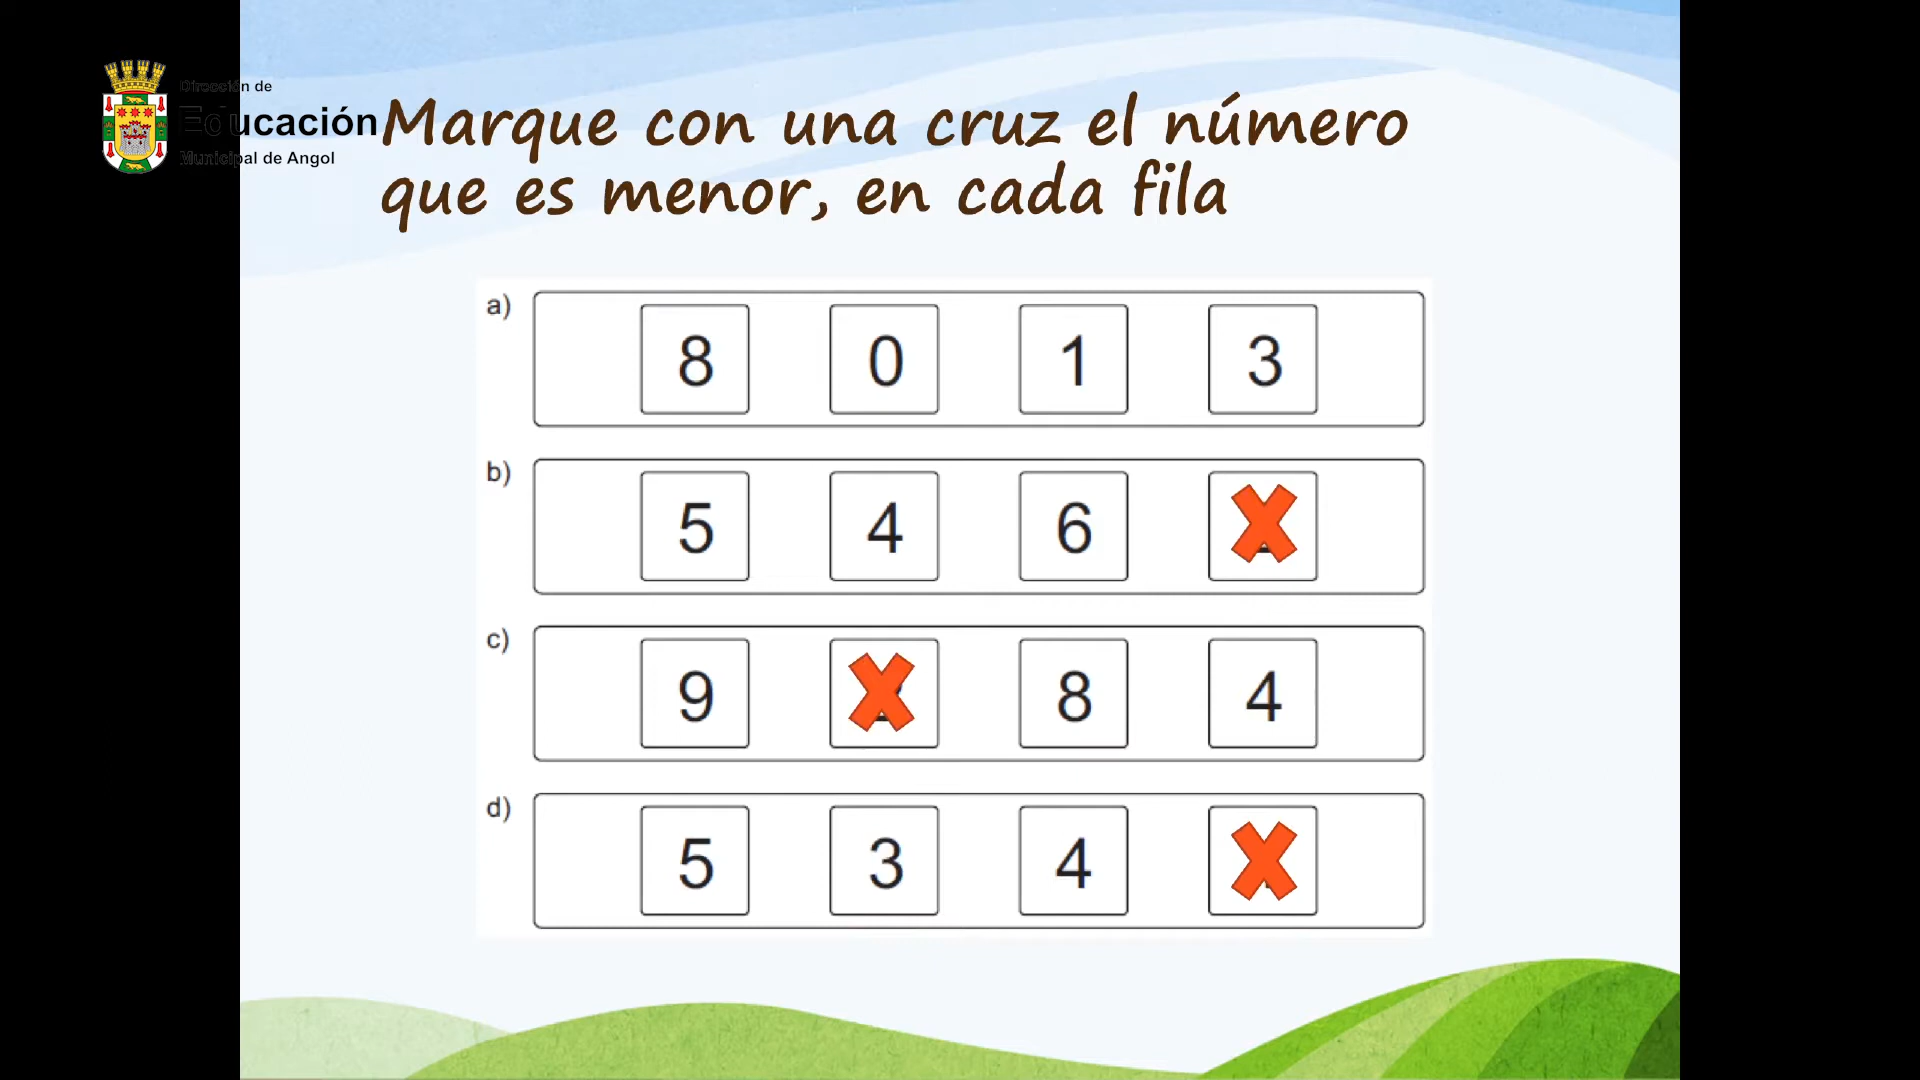 Dirección de
Educación
Municipal de Angol
Marque con una cruz el número
que es menor, en cada fila
a) 8 0 1 3
b) 5 4 6
c) 9 8 4
d) 5 3 4